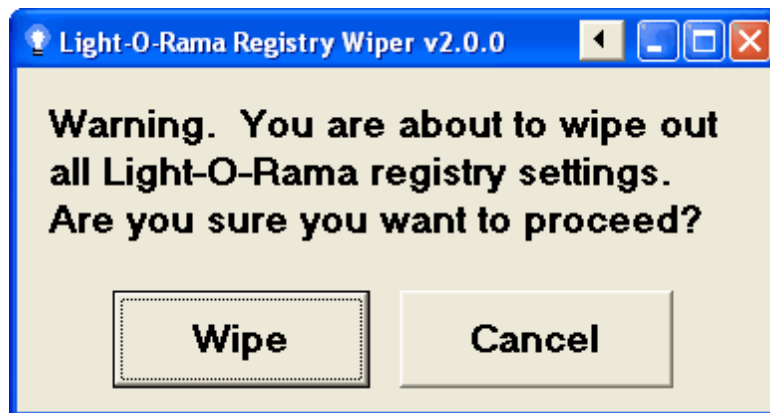 Light-O-Rama Registry Wiper v2.0.0
Warning.  You are about to wipe out
all Light-O-Rama registry settings.
Are you sure you want to proceed?
Wipe
Cancel